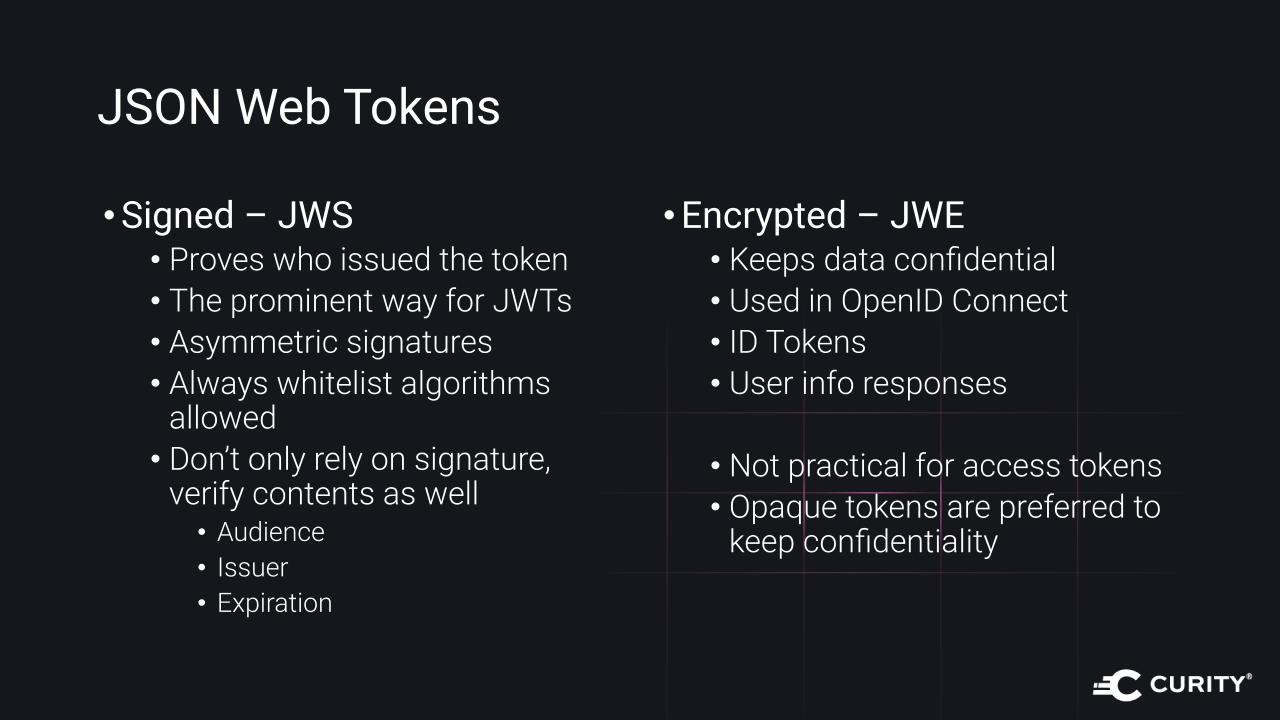 JSON Web Tokens
• Signed – JWS
• Proves who issued the token
• The prominent way for JWTs
• Asymmetric signatures
• Always whitelist algorithms
allowed
• Don’t only rely on signature,
verify contents as well
• Audience
• Issuer
• Expiration
• Encrypted – JWE
• Keeps data confidential
• Used in OpenID Connect
• ID Tokens
• User info responses
• Not practical for access tokens
• Opaque tokens are preferred to
keep confidentiality
CURITY®